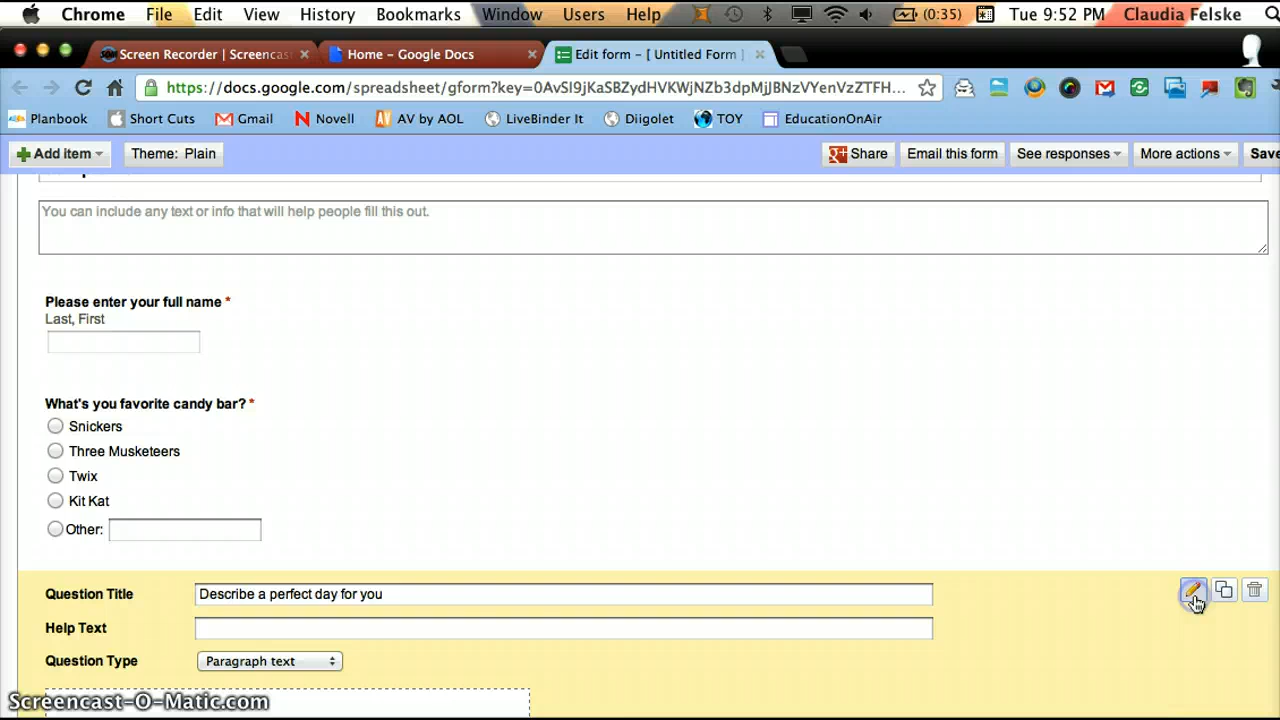 Chrome File Edit View History Bookmarks Window Users Help (0:35) Tue 9:52 PM Claudia Felske
Screen Recorder | Screencast Home – Google Docs Edit form – [ Untitled Form ]
https://docs.google.com/spreadsheet/gform?key=0AvSl9jKaSBZydHVKWjNZb3dpMjJBNzVYenVzZTFH...
Planbook Short Cuts Gmail Novell AV by AOL LiveBinder It Diigolet TOY EducationOnAir
Add item Theme: Plain Share Email this form See responses More actions Save
You can include any text or info that will help people fill this out.
Please enter your full name *
Last, First
What's you favorite candy bar? *
Snickers
Three Musketeers
Twix
Kit Kat
Other:
Question Title Describe a perfect day for you
Help Text
Question Type Paragraph text
Screencast-O-Matic.com